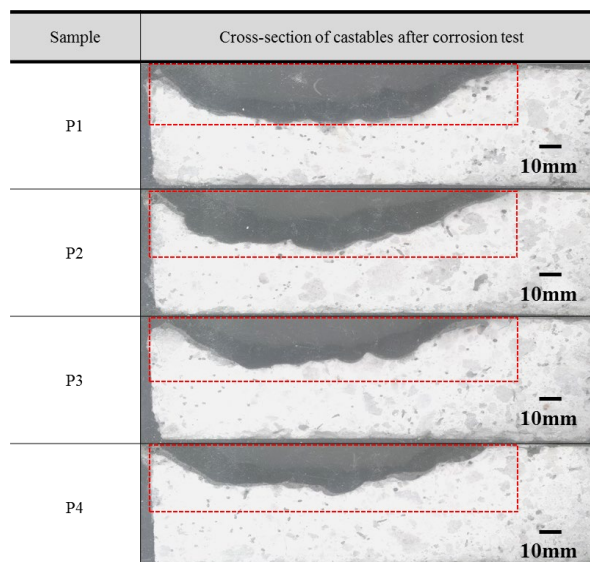 Sample Cross-section of castables after corrosion test
P1
10mm
P2
10mm
P3
10mm
P4
10mm